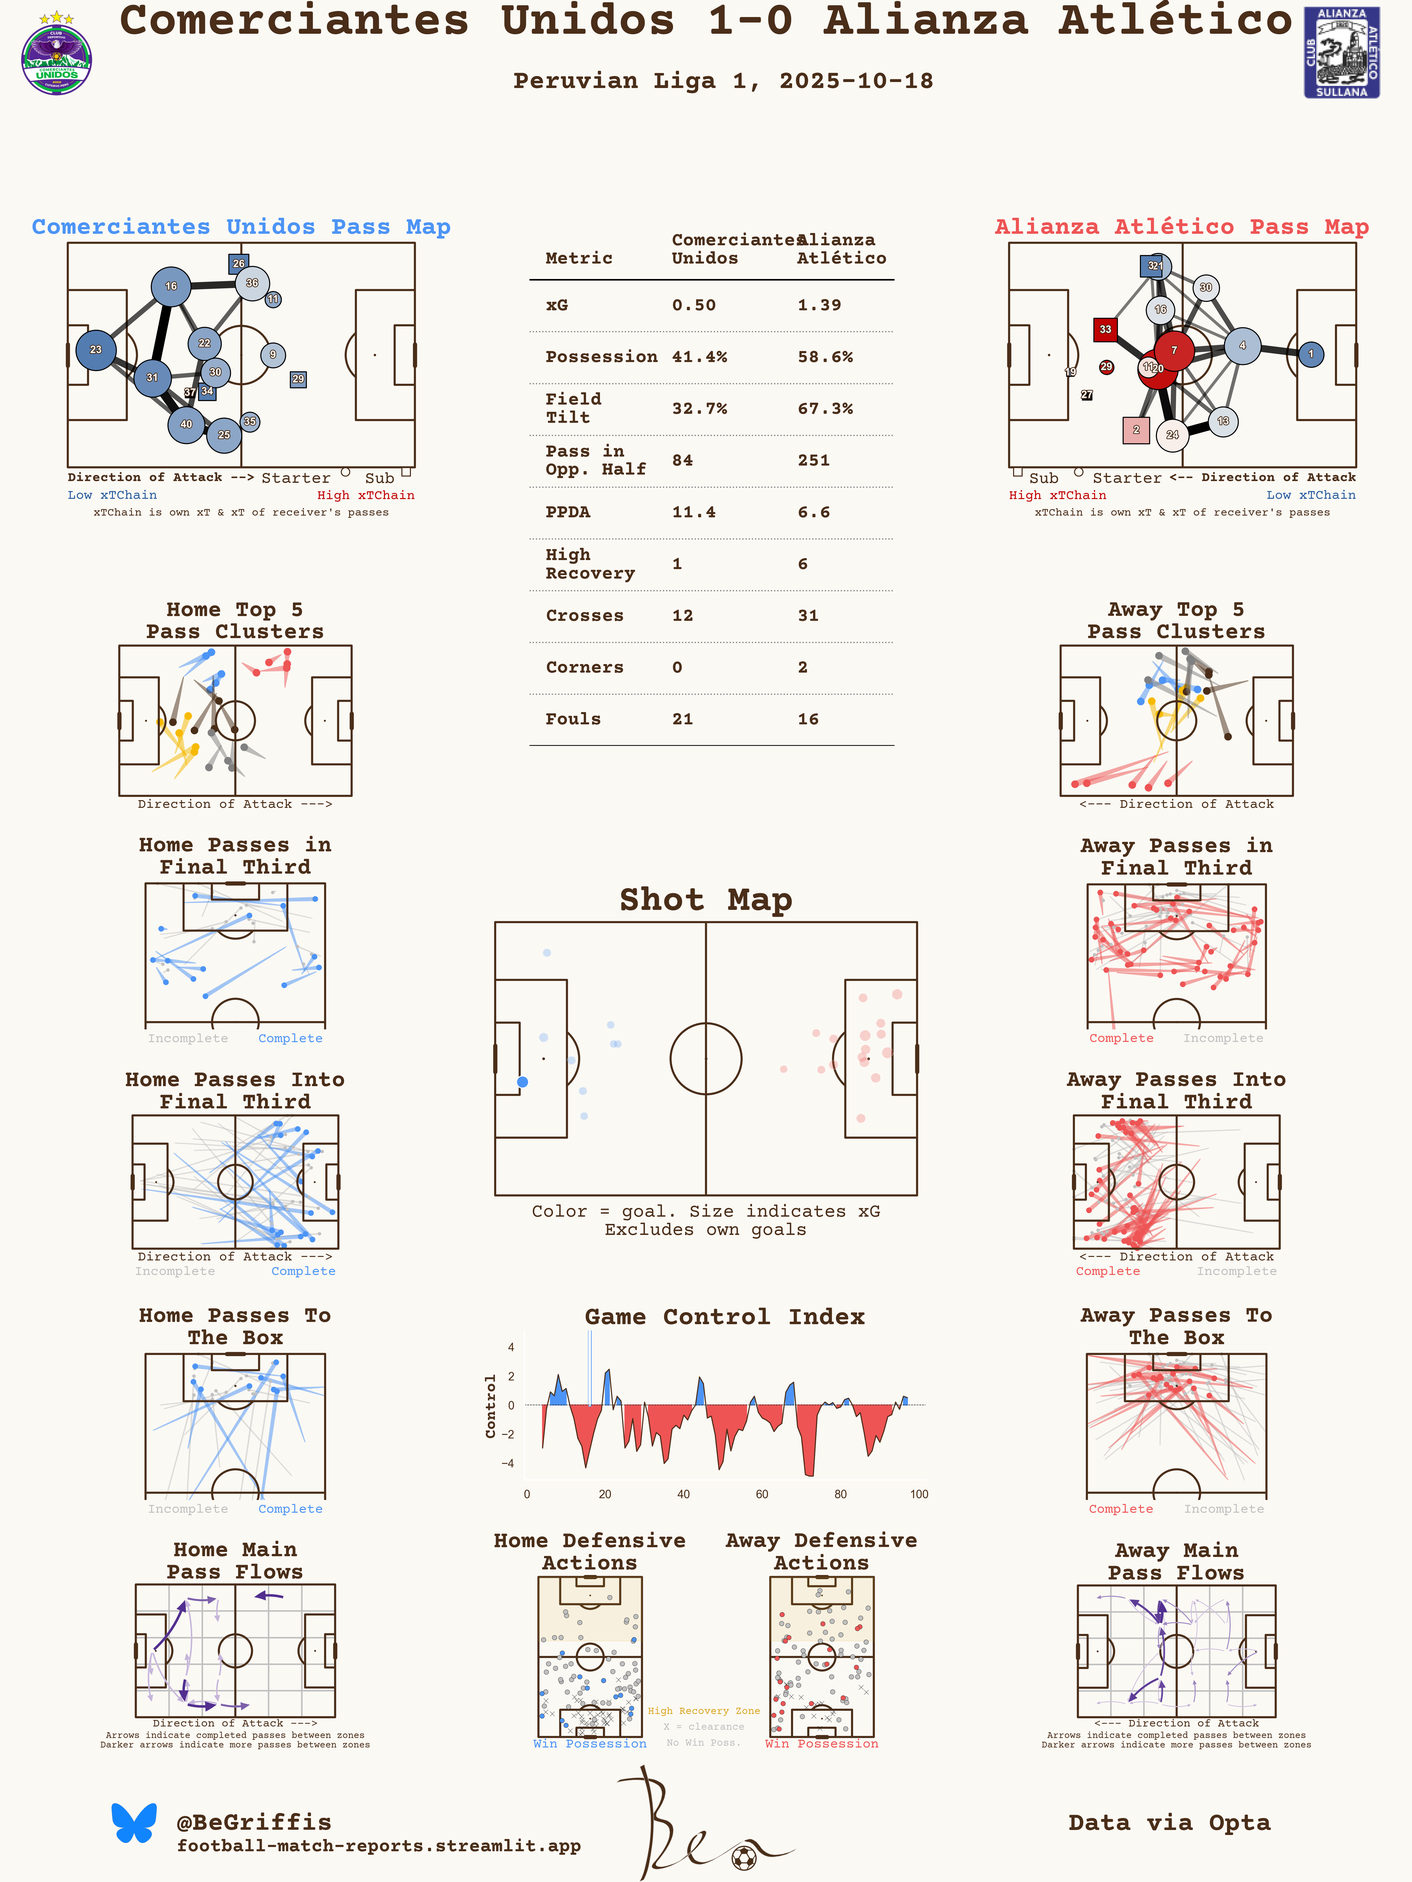 Comerciantes Unidos 1-0 Alianza Atlético
Peruvian Liga 1, 2025-10-18
CLUB
DEPORTIVO
COMERCIANTES
UNIDOS
ALIANZA
CLUB
ATLÉTICO
SULLANA
Comerciantes Unidos Pass Map
26
36
16
11
23
22
9
31
30
29
37
34
40
25
35
Direction of Attack --> Starter Sub
Low xTChain High xTChain
xTChain is own xT & xT of receiver's passes
Metric Comerciantes Unidos Alianza Atlético
xG 0.50 1.39
Possession 41.4% 58.6%
Field Tilt 32.7% 67.3%
Pass in Opp. Half 84 251
PPDA 11.4 6.6
High Recovery 1 6
Crosses 12 31
Corners 0 2
Fouls 21 16
Alianza Atlético Pass Map
21
30
16
33
7
4
1
19
29
11
20
27
2
24
13
Sub Starter <-- Direction of Attack
High xTChain Low xTChain
xTChain is own xT & xT of receiver's passes
Home Top 5
Pass Clusters
Direction of Attack --->
Away Top 5
Pass Clusters
<--- Direction of Attack
Home Passes in
Final Third
Incomplete Complete
Away Passes in
Final Third
Complete Incomplete
Shot Map
Color = goal. Size indicates xG
Excludes own goals
Home Passes Into
Final Third
Direction of Attack --->
Incomplete Complete
Away Passes Into
Final Third
<--- Direction of Attack
Complete Incomplete
Home Passes To
The Box
Incomplete Complete
Game Control Index
Control
4
2
0
−2
−4
0 20 40 60 80 100
Away Passes To
The Box
Complete Incomplete
Home Main
Pass Flows
Direction of Attack --->
Arrows indicate completed passes between zones
Darker arrows indicate more passes between zones
Home Defensive
Actions
Win Possession
High Recovery Zone
X = clearance
No Win Poss.
Away Defensive
Actions
Win Possession
Away Main
Pass Flows
<--- Direction of Attack
Arrows indicate completed passes between zones
Darker arrows indicate more passes between zones
@BeGriffis
football-match-reports.streamlit.app
Ben
Data via Opta